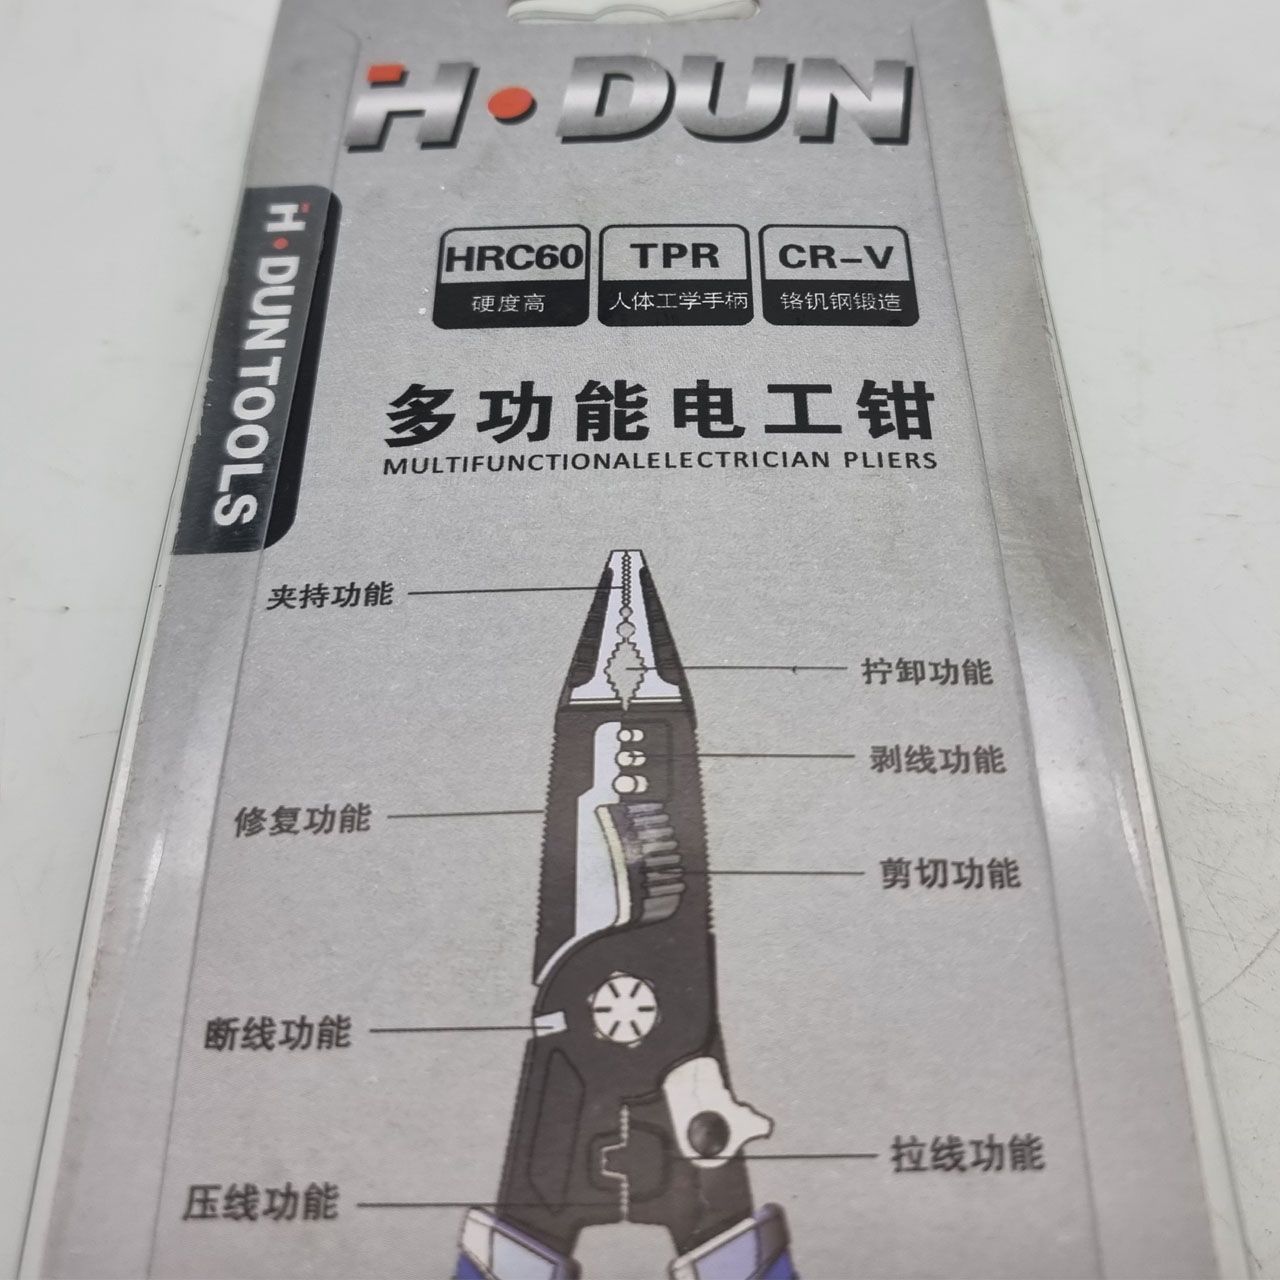 H·DUN
H·DUNTOOLS
HRC60
硬度高
TPR
人体工学手柄
CR-V
铬钒钢锻造
多功能电工钳
MULTIFUNCTIONALELECTRICIAN PLIERS
夹持功能
拧卸功能
剥线功能
修复功能
剪切功能
断线功能
拉线功能
压线功能